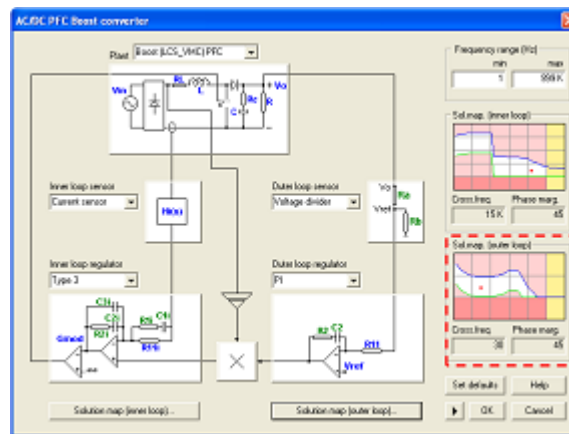 AC/DC PFC Boost converter
Plant Boost (LCS_VMC) PFC
Vin
RL
L
Vo
C
Rc
R
Frequency range (Hz)
min max
1 999 K
Sol.map. (inner loop)
Cross.freq. Phase marg.
15 K 45
Inner loop sensor
Current sensor
Outer loop sensor
Voltage divider
Vo
Vref
Ra
Rb
Inner loop regulator
Type 3
Outer loop regulator
PI
Sol.map. (outer loop)
Cross.freq. Phase marg.
30 45
Gmod
R2 C2
R11
Vref
Set defaults Help
OK Cancel
Solution map (inner loop)...
Solution map (outer loop)...